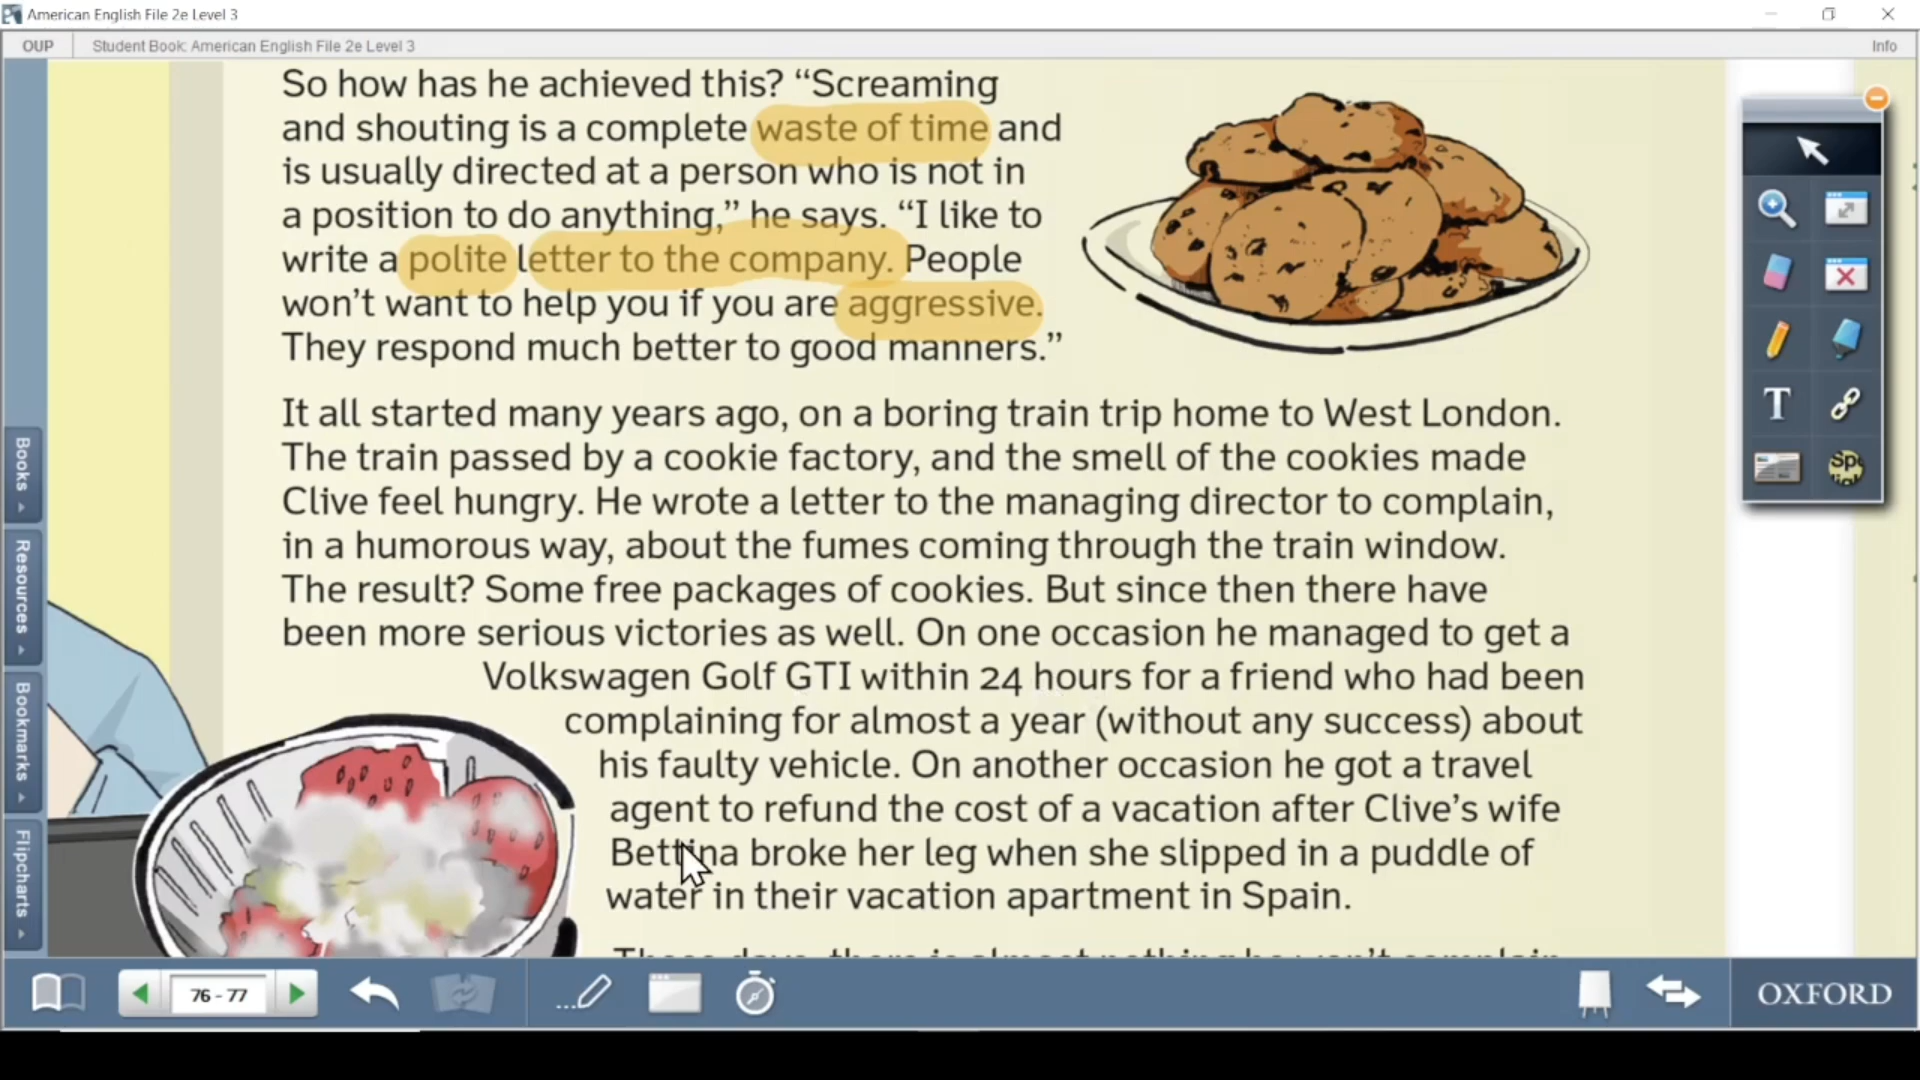 American English File 2e Level 3
OUP
Student Book: American English File 2e Level 3
Info
So how has he achieved this? “Screaming
and shouting is a complete waste of time and
is usually directed at a person who is not in
a position to do anything,” he says. “I like to
write a polite letter to the company. People
won’t want to help you if you are aggressive.
They respond much better to good manners.”
It all started many years ago, on a boring train trip home to West London.
The train passed by a cookie factory, and the smell of the cookies made
Clive feel hungry. He wrote a letter to the managing director to complain,
in a humorous way, about the fumes coming through the train window.
The result? Some free packages of cookies. But since then there have
been more serious victories as well. On one occasion he managed to get a
Volkswagen Golf GTI within 24 hours for a friend who had been
complaining for almost a year (without any success) about
his faulty vehicle. On another occasion he got a travel
agent to refund the cost of a vacation after Clive’s wife
Bettina broke her leg when she slipped in a puddle of
water in their vacation apartment in Spain.
These days, there is almost nothing he won’t complain
Books
Resources
Bookmarks
Flipcharts
T
76 - 77
OXFORD